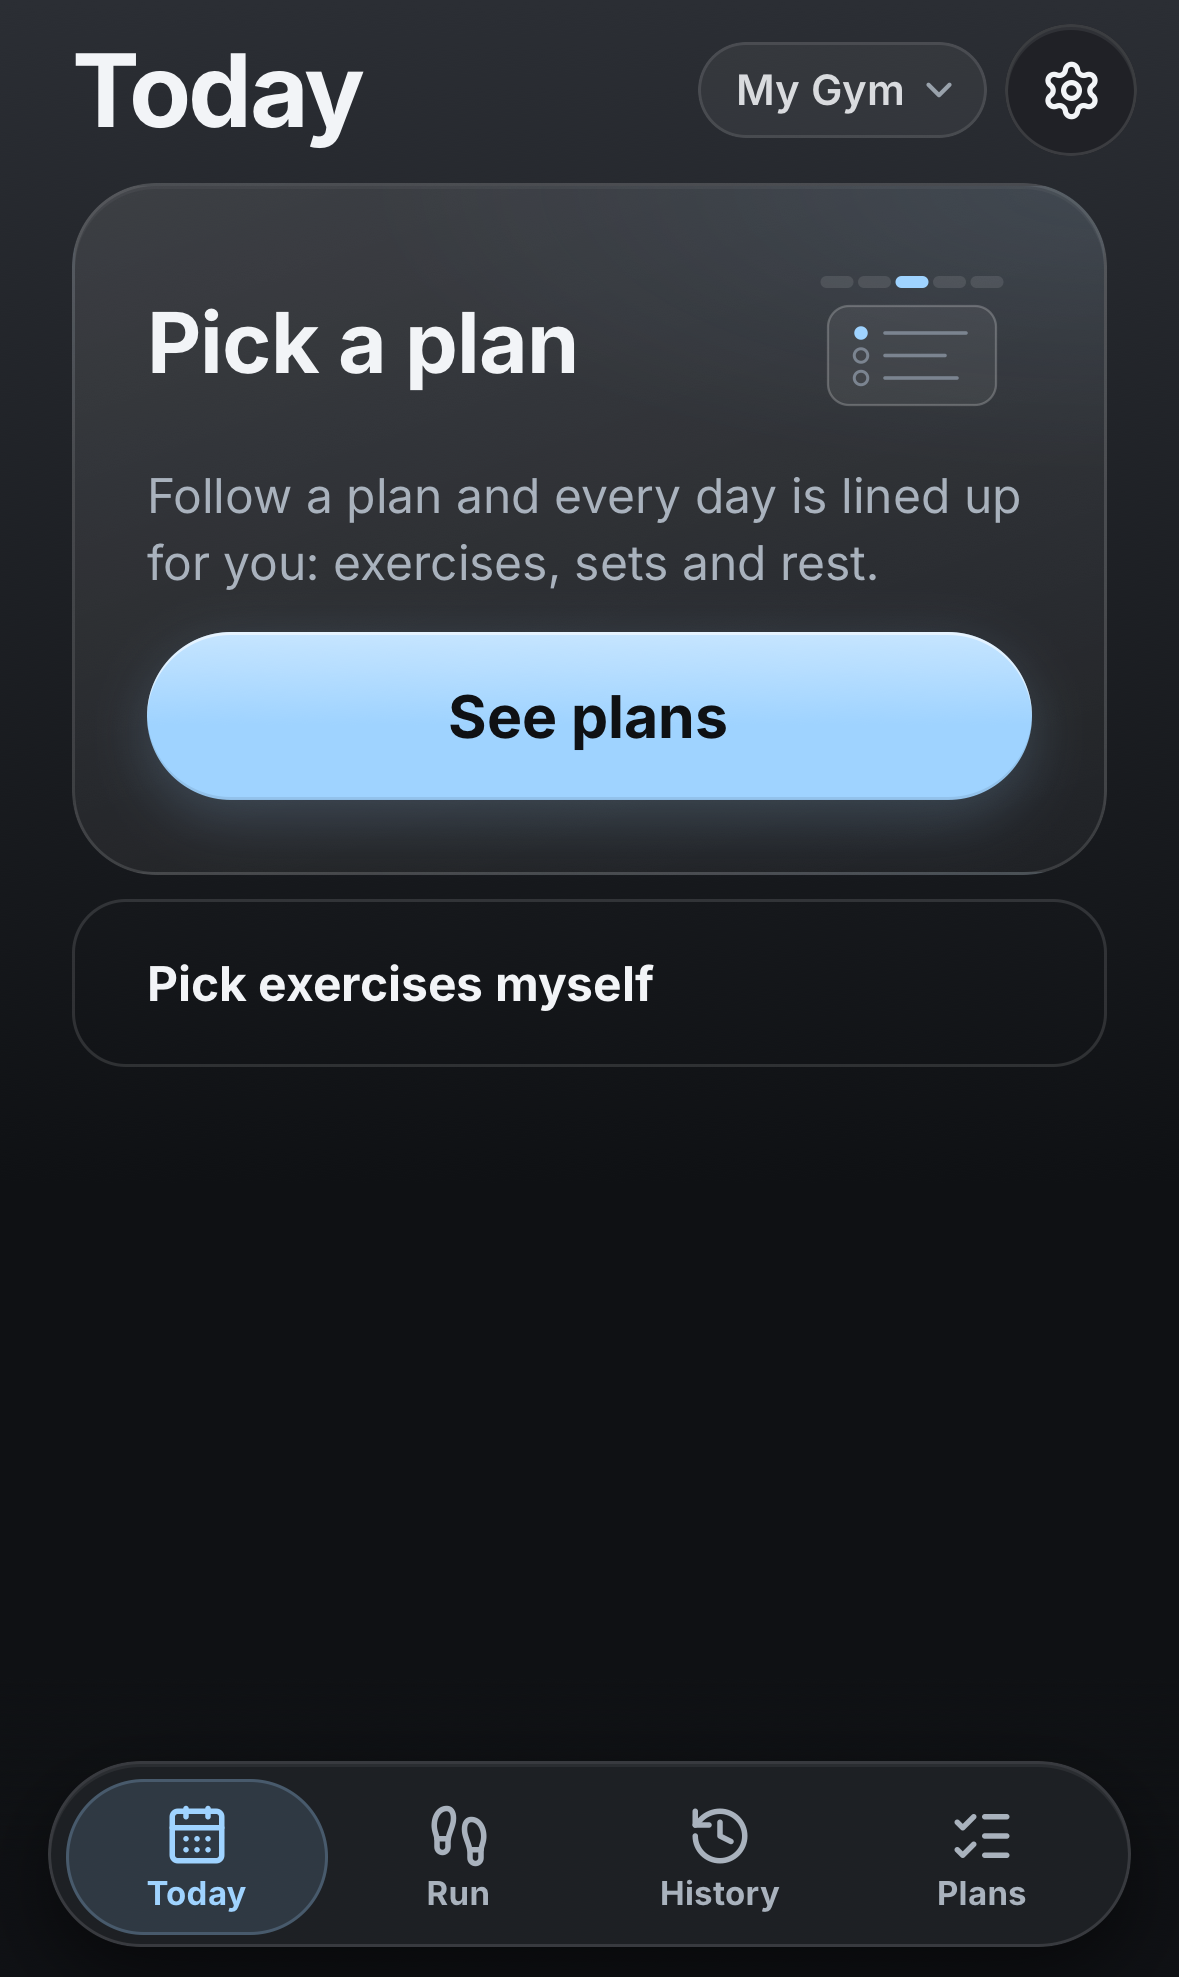 Today
My Gym
Pick a plan
Follow a plan and every day is lined up
for you: exercises, sets and rest.
See plans
Pick exercises myself
Today
Run
History
Plans